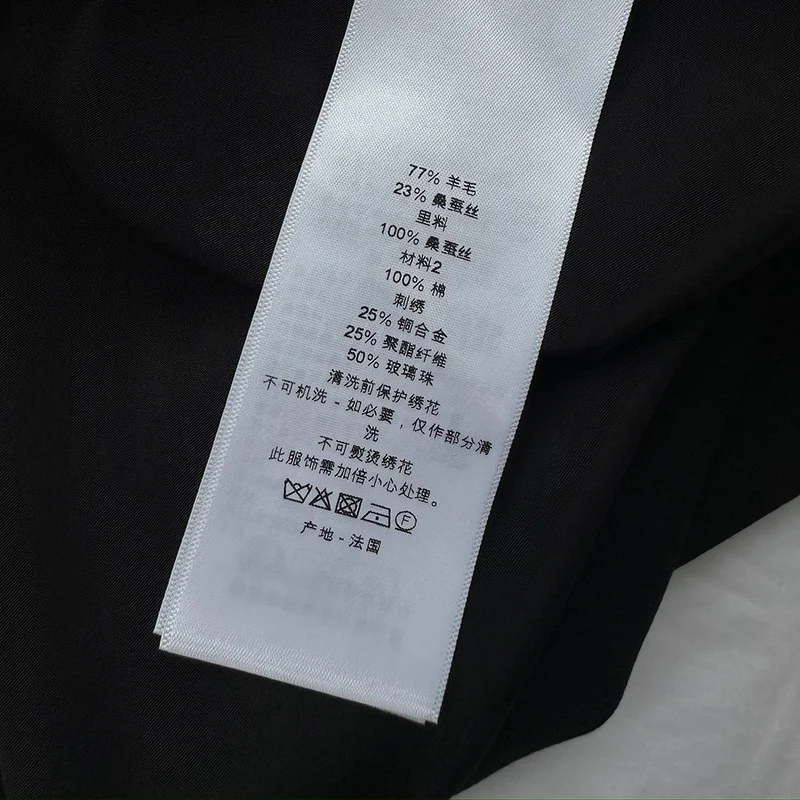 77% 羊毛
23% 桑蚕丝
里料
100% 桑蚕丝
材料2
100% 棉
刺绣
25% 铜合金
25% 聚酯纤维
50% 玻璃珠
清洗前保护绣花
不可机洗 - 如必要，仅作部分清
洗
不可熨烫绣花
此服饰需加倍小心处理。
F
产地 - 法国